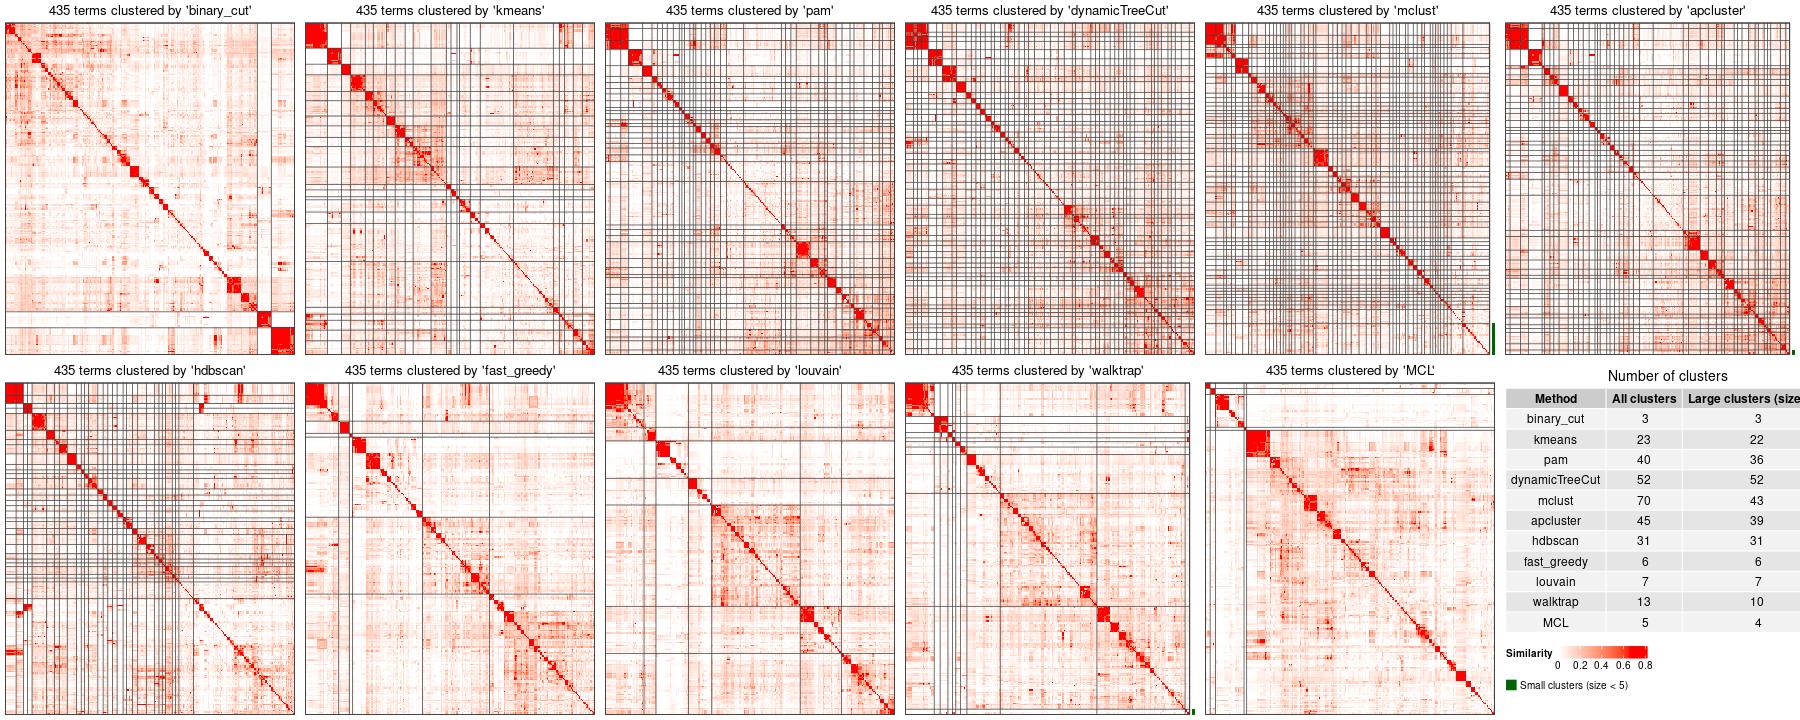 435 terms clustered by 'binary_cut'
435 terms clustered by 'kmeans'
435 terms clustered by 'pam'
435 terms clustered by 'dynamicTreeCut'
435 terms clustered by 'mclust'
435 terms clustered by 'apcluster'
435 terms clustered by 'hdbscan'
435 terms clustered by 'fast_greedy'
435 terms clustered by 'louvain'
435 terms clustered by 'walktrap'
435 terms clustered by 'MCL'
Number of clusters
Method All clusters Large clusters (size
binary_cut 3 3
kmeans 23 22
pam 40 36
dynamicTreeCut 52 52
mclust 70 43
apcluster 45 39
hdbscan 31 31
fast_greedy 6 6
louvain 7 7
walktrap 13 10
MCL 5 4
Similarity
0 0.2 0.4 0.6 0.8
Small clusters (size < 5)